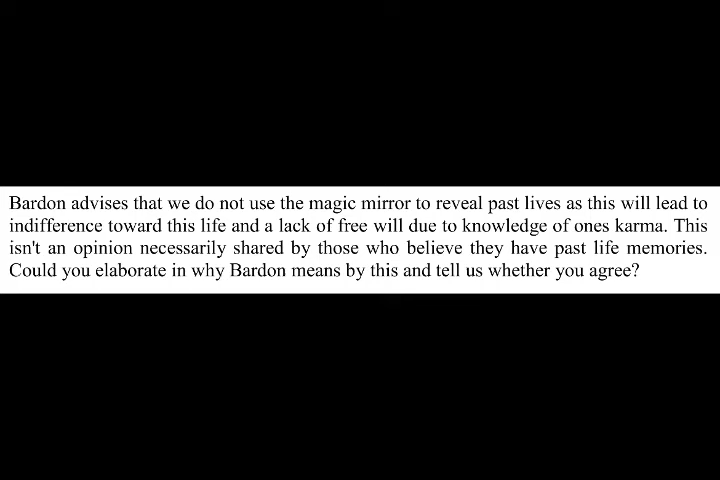 Bardon advises that we do not use the magic mirror to reveal past lives as this will lead to
indifference toward this life and a lack of free will due to knowledge of ones karma. This
isn't an opinion necessarily shared by those who believe they have past life memories.
Could you elaborate in why Bardon means by this and tell us whether you agree?